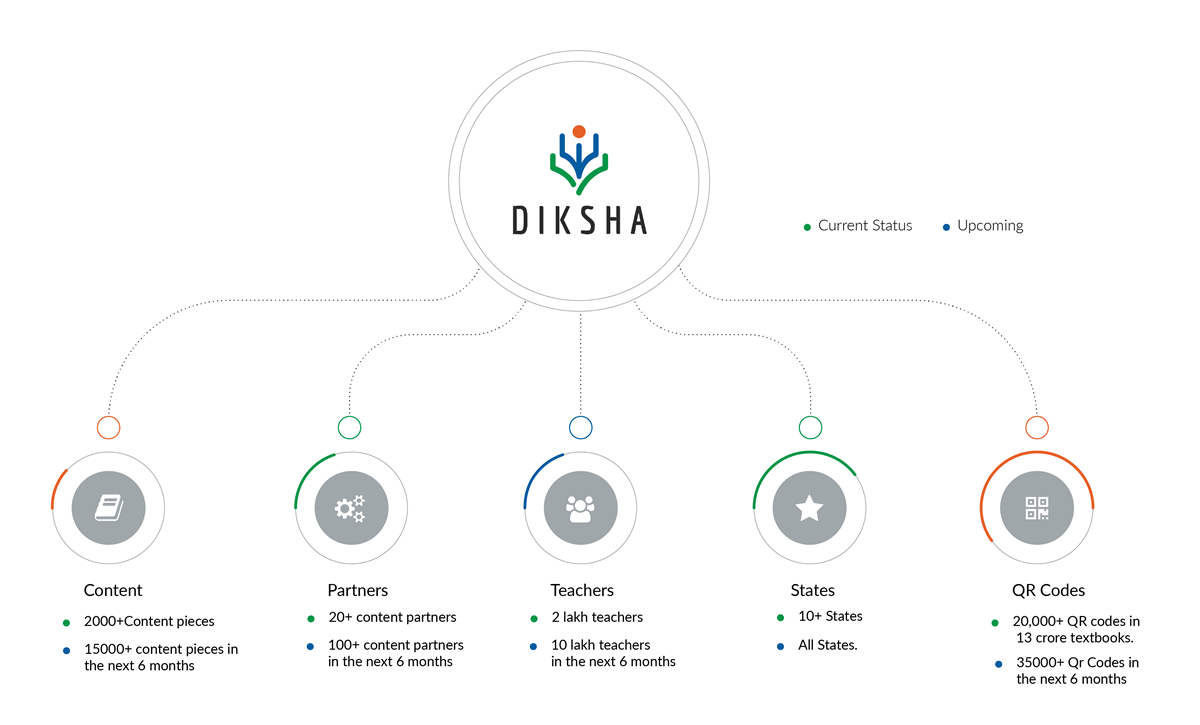 DIKSHA
Current Status
Upcoming
Content
2000+Content pieces
15000+ content pieces in
the next 6 months
Partners
20+ content partners
100+ content partners
in the next 6 months
Teachers
2 lakh teachers
10 lakh teachers
in the next 6 months
States
10+ States
All States.
QR Codes
20,000+ QR codes in
13 crore textbooks.
35000+ Qr Codes in
the next 6 months